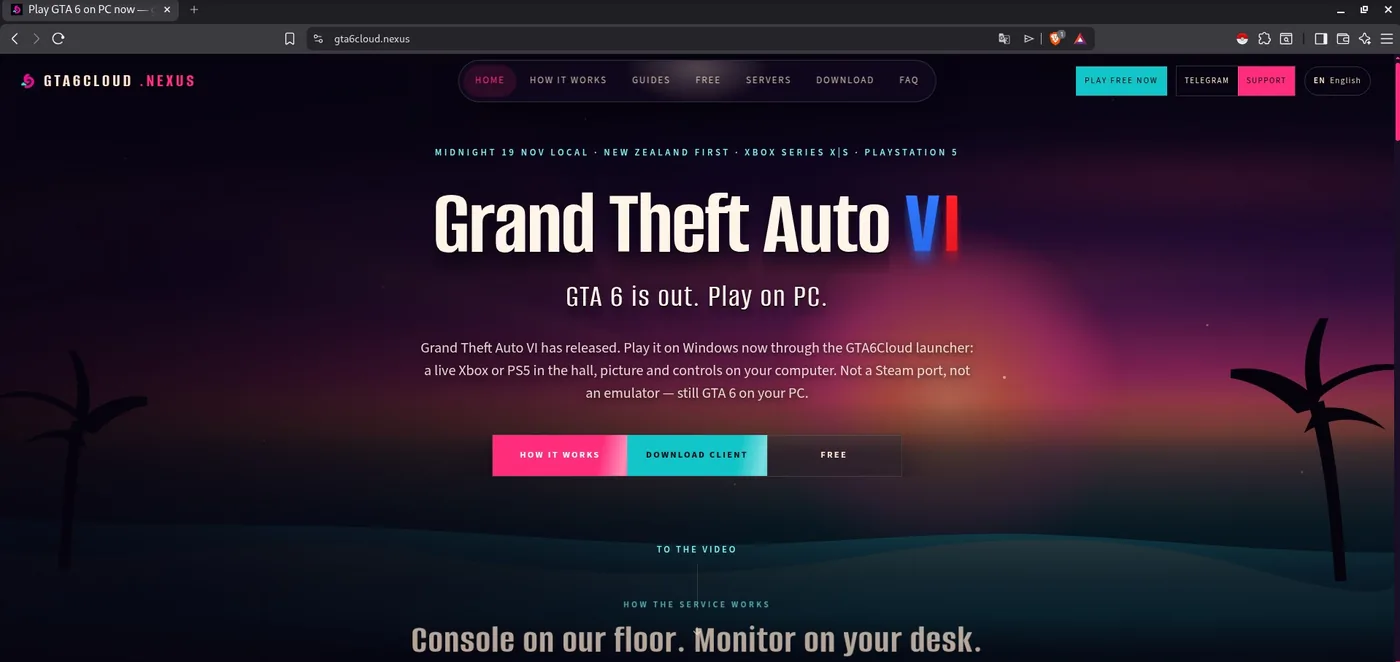 Play GTA 6 on PC now —
gta6cloud.nexus
1
GTA6CLOUD .NEXUS
HOME
HOW IT WORKS
GUIDES
FREE
SERVERS
DOWNLOAD
FAQ
PLAY FREE NOW
TELEGRAM
SUPPORT
EN English
MIDNIGHT 19 NOV LOCAL · NEW ZEALAND FIRST · XBOX SERIES X|S · PLAYSTATION 5
Grand Theft Auto VI
GTA 6 is out. Play on PC.
Grand Theft Auto VI has released. Play it on Windows now through the GTA6Cloud launcher:
a live Xbox or PS5 in the hall, picture and controls on your computer. Not a Steam port, not
an emulator — still GTA 6 on your PC.
HOW IT WORKS
DOWNLOAD CLIENT
FREE
TO THE VIDEO
HOW THE SERVICE WORKS
Console on our floor. Monitor on your desk.